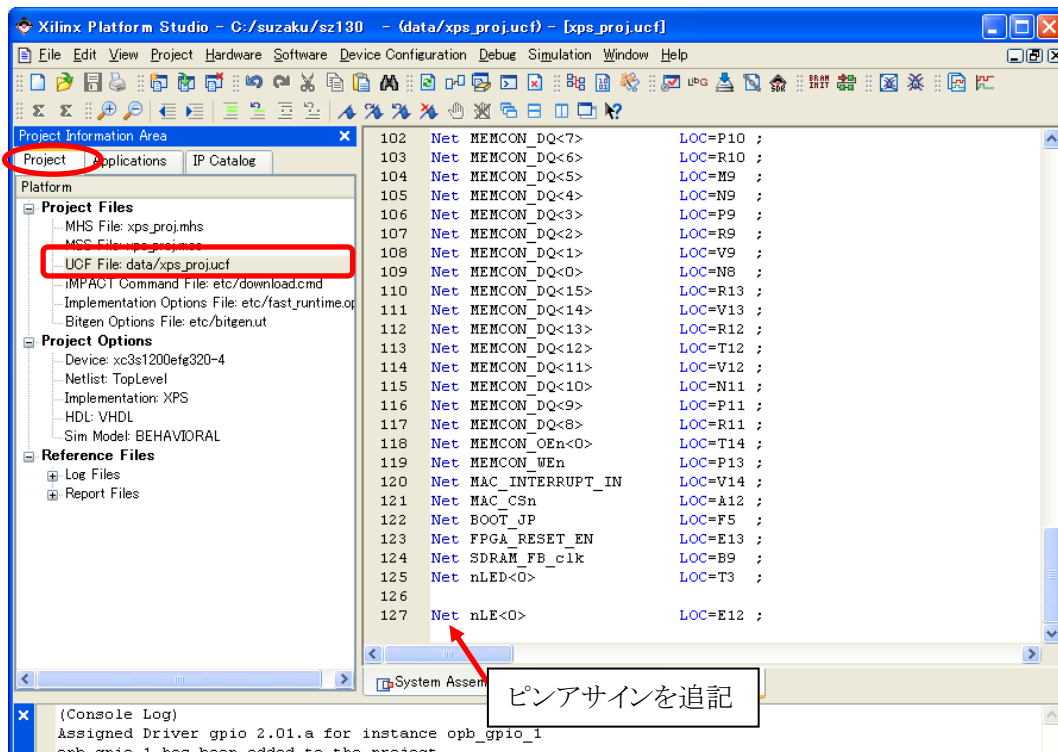 Xilinx Platform Studio - C:/suzaku/sz130 - (data/xps_proj.ucf) - [xps_proj.ucf]
File Edit View Project Hardware Software Device Configuration Debug Simulation Window Help
Project Information Area
Project Applications IP Catalog
Platform
Project Files
MHS File: xps_proj.mhs
MSS File: xps_proj.mss
UCF File: data/xps_proj.ucf
iMPACT Command File: etc/download.cmd
Implementation Options File: etc/fast_runtime.op
Bitgen Options File: etc/bitgen.ut
Project Options
Device: xc3s1200efg320-4
Netlist: TopLevel
Implementation: XPS
HDL: VHDL
Sim Model: BEHAVIORAL
Reference Files
Log Files
Report Files
102 Net MEMCON_DQ<7> LOC=P10 ;
103 Net MEMCON_DQ<6> LOC=R10 ;
104 Net MEMCON_DQ<5> LOC=M9 ;
105 Net MEMCON_DQ<4> LOC=N9 ;
106 Net MEMCON_DQ<3> LOC=P9 ;
107 Net MEMCON_DQ<2> LOC=R9 ;
108 Net MEMCON_DQ<1> LOC=V9 ;
109 Net MEMCON_DQ<0> LOC=N8 ;
110 Net MEMCON_DQ<15> LOC=R13 ;
111 Net MEMCON_DQ<14> LOC=V13 ;
112 Net MEMCON_DQ<13> LOC=R12 ;
113 Net MEMCON_DQ<12> LOC=T12 ;
114 Net MEMCON_DQ<11> LOC=V12 ;
115 Net MEMCON_DQ<10> LOC=N11 ;
116 Net MEMCON_DQ<9> LOC=P11 ;
117 Net MEMCON_DQ<8> LOC=R11 ;
118 Net MEMCON_OEn<0> LOC=T14 ;
119 Net MEMCON_WEn LOC=P13 ;
120 Net MAC_INTERRUPT_IN LOC=V14 ;
121 Net MAC_CSn LOC=A12 ;
122 Net BOOT_JP LOC=F5 ;
123 Net FPGA_RESET_EN LOC=E13 ;
124 Net SDRAM_FB_clk LOC=B9 ;
125 Net nLED<0> LOC=T3 ;
126
127 Net nLE<0> LOC=E12 ;
System Assem
ピンアサインを追記
(Console Log)
Assigned Driver gpio 2.01.a for instance opb_gpio_1
opb_gpio_1 has been added to the project